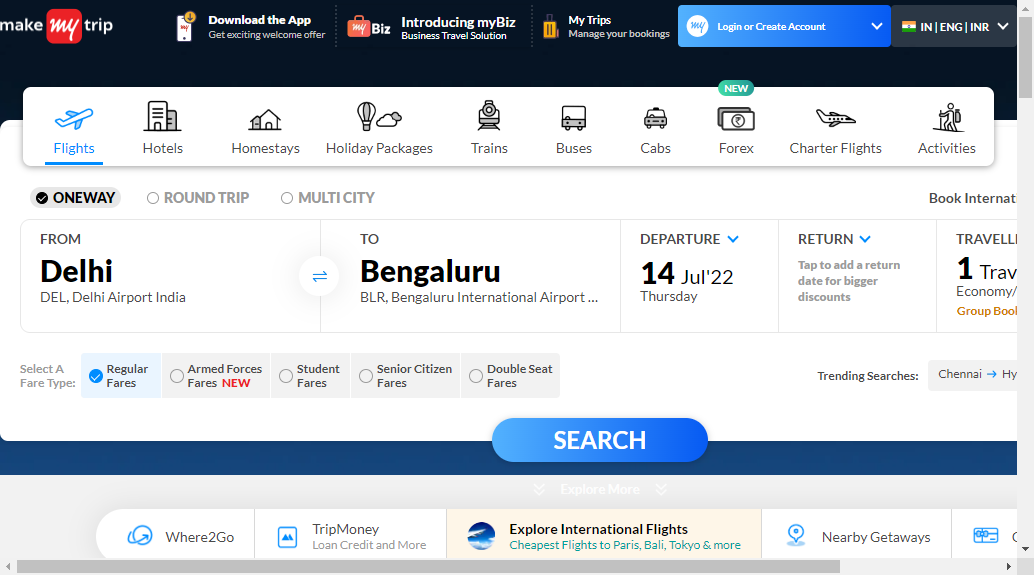 make my trip
Download the App
Get exciting welcome offer
my Biz
Introducing myBiz
Business Travel Solution
My Trips
Manage your bookings
my
Login or Create Account
IN | ENG | INR
NEW
Flights
Hotels
Homestays
Holiday Packages
Trains
Buses
Cabs
Forex
Charter Flights
Activities
ONEWAY
ROUND TRIP
MULTI CITY
Book Internat
FROM
Delhi
DEL, Delhi Airport India
TO
Bengaluru
BLR, Bengaluru International Airport ...
DEPARTURE
14 Jul'22
Thursday
RETURN
Tap to add a return
date for bigger
discounts
TRAVELL
1 Trav
Economy/
Group Book
Select A
Fare Type:
Regular
Fares
Armed Forces
Fares NEW
Student
Fares
Senior Citizen
Fares
Double Seat
Fares
Trending Searches:
Chennai → Hy
SEARCH
Explore More
Where2Go
TripMoney
Loan Credit and More
Explore International Flights
Cheapest Flights to Paris, Bali, Tokyo & more
Nearby Getaways